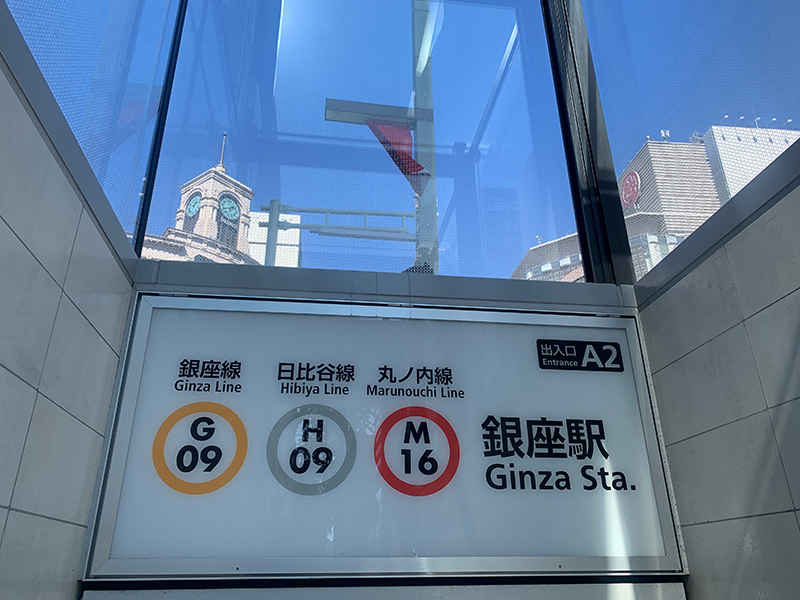 銀座線
Ginza Line
G
09
日比谷線
Hibiya Line
H
09
丸ノ内線
Marunouchi Line
M
16
出入口
Entrance A2
銀座駅
Ginza Sta.